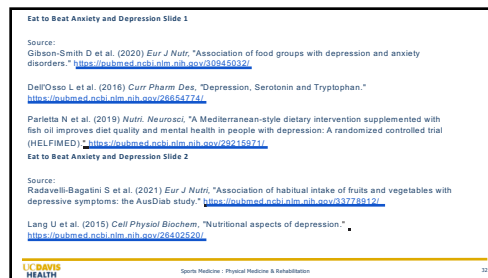 Eat to Beat Anxiety and Depression Slide 1
Source:
Gibson-Smith D et al. (2020) Eur J Nutr, "Association of food groups with depression and anxiety
disorders." https://pubmed.ncbi.nlm.nih.gov/30945032/
Dell'Osso L et al. (2016) Curr Pharm Des, "Depression, Serotonin and Tryptophan."
https://pubmed.ncbi.nlm.nih.gov/26654774/
Parletta N et al. (2019) Nutri. Neurosci, "A Mediterranean-style dietary intervention supplemented with
fish oil improves diet quality and mental health in people with depression: A randomized controlled trial
(HELFIMED)." https://pubmed.ncbi.nlm.nih.gov/29215971/
Eat to Beat Anxiety and Depression Slide 2
Source:
Radavelli-Bagatini S et al. (2021) Eur J Nutri, "Association of habitual intake of fruits and vegetables with
depressive symptoms: the AusDiab study." https://pubmed.ncbi.nlm.nih.gov/33778912/
Lang U et al. (2015) Cell Physiol Biochem, "Nutritional aspects of depression."
https://pubmed.ncbi.nlm.nih.gov/26402520/
UCDAVIS
HEALTH
Sports Medicine : Physical Medicine & Rehabilitation
32